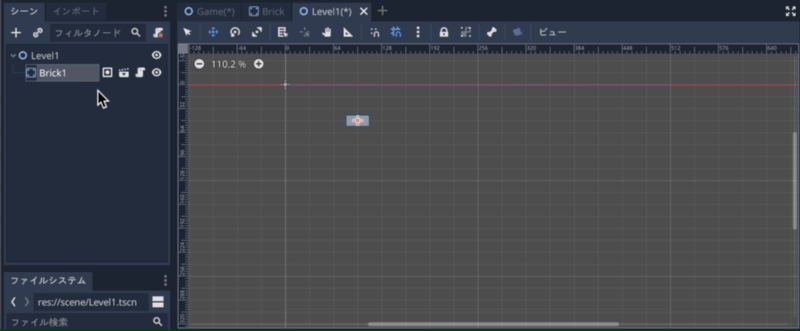 シーン インポート
Game(*) Brick Level1(*)
フィルタノード
ビュー
-128 -64 0 64 128 192 256 320 384 448 512 576 640
Level1
Brick1
110.2 %
ファイルシステム
res://scene/Level1.tscn
ファイル検索